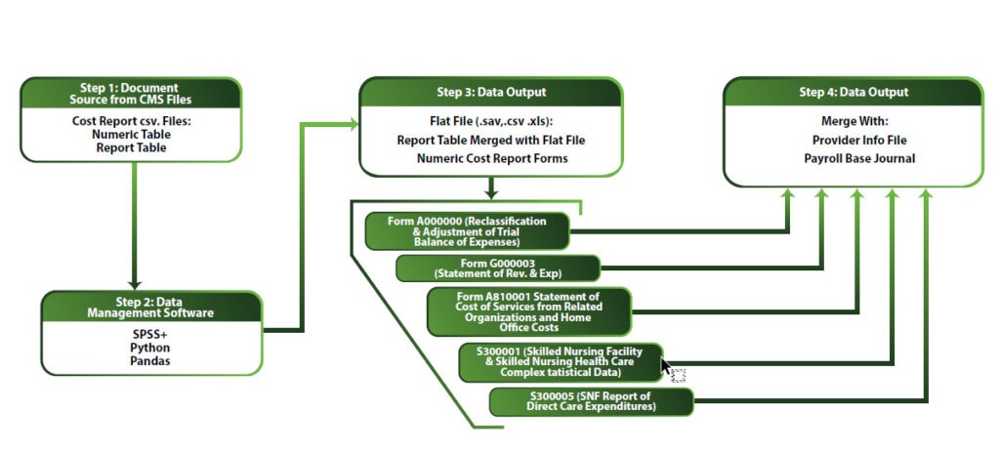 Step 1: Document
Source from CMS Files
Cost Report csv. Files:
Numeric Table
Report Table
Step 2: Data
Management Software
SPSS+
Python
Pandas
Step 3: Data Output
Flat File (.sav,.csv .xls):
Report Table Merged with Flat File
Numeric Cost Report Forms
Form A000000 (Reclassification
& Adjustment of Trial
Balance of Expenses)
Form G000003
(Statement of Rev. & Exp)
Form A810001 Statement of
Cost of Services from Related
Organizations and Home
Office Costs
S300001 (Skilled Nursing Facility
& Skilled Nursing Health Care
Complex tatistical Data)
S300005 (SNF Report of
Direct Care Expenditures)
Step 4: Data Output
Merge With:
Provider Info File
Payroll Base Journal